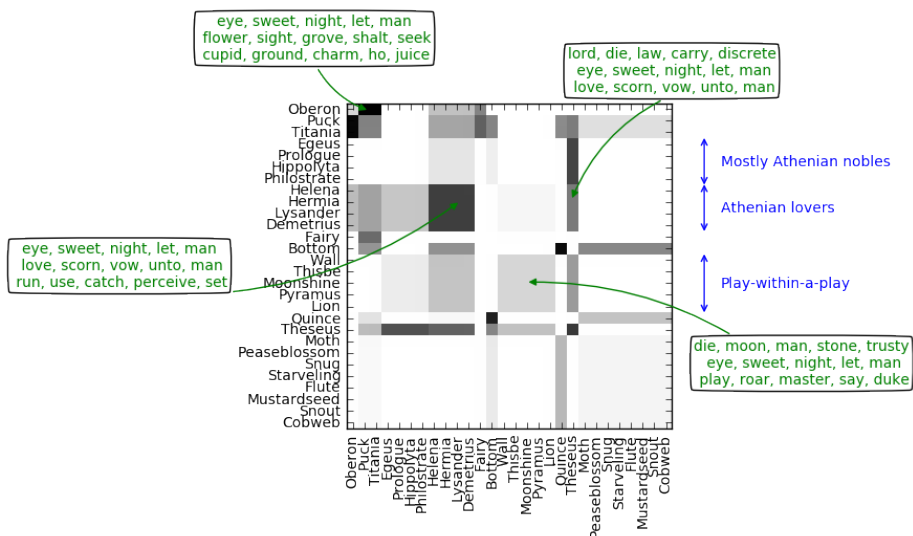 eye, sweet, night, let, man
flower, sight, grove, shalt, seek
cupid, ground, charm, ho, juice
lord, die, law, carry, discrete
eye, sweet, night, let, man
love, scorn, vow, unto, man
Oberon
Puck
Titania
Egeus
Prologue
Hippolyta
Philostrate
Helena
Hermia
Lysander
Demetrius
Fairy
Bottom
Wall
Thisbe
Moonshine
Pyramus
Lion
Quince
Theseus
Moth
Peaseblossom
Snug
Starveling
Flute
Mustardseed
Snout
Cobweb
Mostly Athenian nobles
Athenian lovers
Play-within-a-play
eye, sweet, night, let, man
love, scorn, vow, unto, man
run, use, catch, perceive, set
die, moon, man, stone, trusty
eye, sweet, night, let, man
play, roar, master, say, duke
Oberon
Puck
Titania
Egeus
Prologue
Hippolyta
Philostrate
Helena
Hermia
Lysander
Demetrius
Fairy
Bottom
Wall
Thisbe
Moonshine
Pyramus
Lion
Quince
Theseus
Moth
Peaseblossom
Snug
Starveling
Flute
Mustardseed
Snout
Cobweb